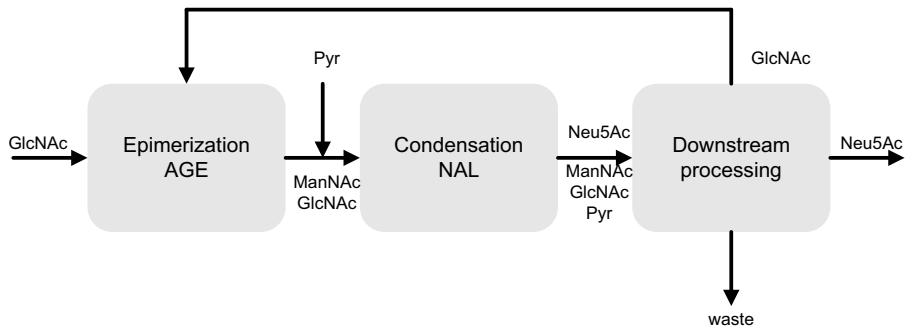 Pyr
GlcNAc
GlcNAc
Epimerization
AGE
ManNAc
GlcNAc
Condensation
NAL
Neu5Ac
ManNAc
GlcNAc
Pyr
Downstream
processing
Neu5Ac
waste